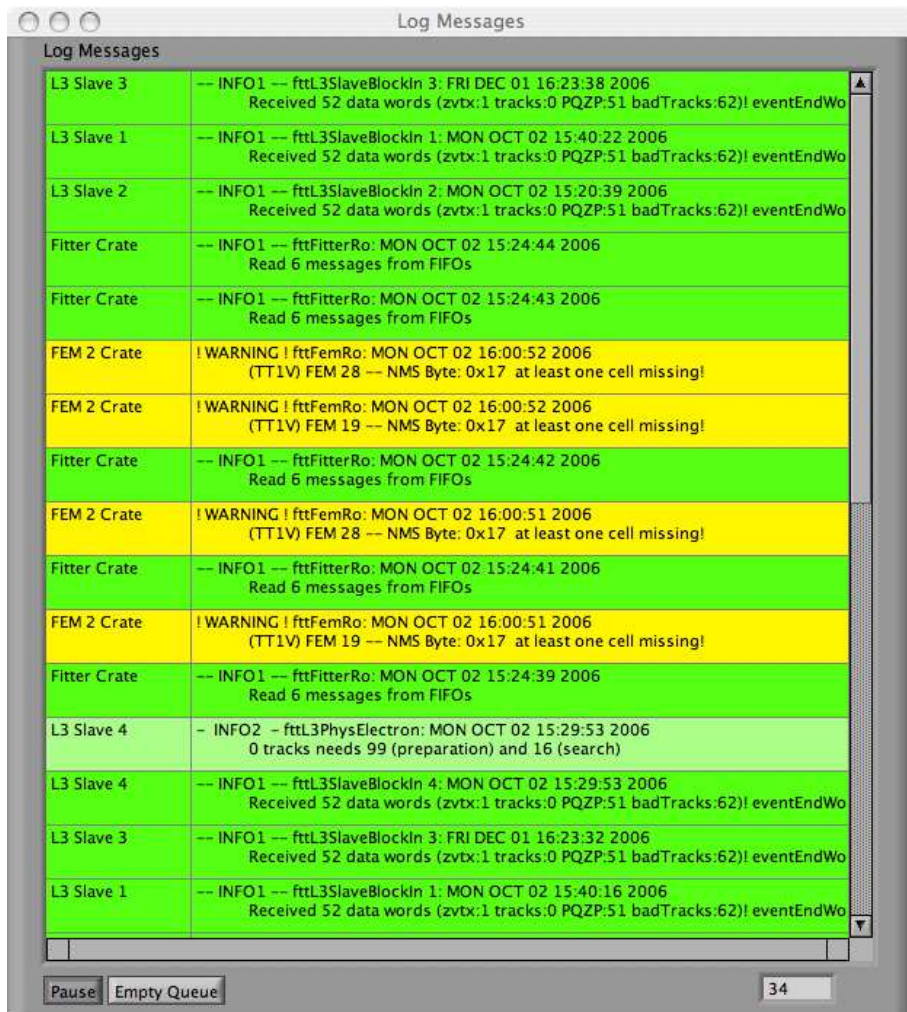 Log Messages
Log Messages
L3 Slave 3 -- INFO1 -- fttL3SlaveBlockIn 3: FRI DEC 01 16:23:38 2006
Received 52 data words (zvtx:1 tracks:0 PQZP:51 badTracks:62)! eventEndWo
L3 Slave 1 -- INFO1 -- fttL3SlaveBlockIn 1: MON OCT 02 15:40:22 2006
Received 52 data words (zvtx:1 tracks:0 PQZP:51 badTracks:62)! eventEndWo
L3 Slave 2 -- INFO1 -- fttL3SlaveBlockIn 2: MON OCT 02 15:20:39 2006
Received 52 data words (zvtx:1 tracks:0 PQZP:51 badTracks:62)! eventEndWo
Fitter Crate -- INFO1 -- fttFitterRo: MON OCT 02 15:24:44 2006
Read 6 messages from FIFOs
Fitter Crate -- INFO1 -- fttFitterRo: MON OCT 02 15:24:43 2006
Read 6 messages from FIFOs
FEM 2 Crate ! WARNING ! fttFemRo: MON OCT 02 16:00:52 2006
(TT1V) FEM 28 -- NMS Byte: 0x17 at least one cell missing!
FEM 2 Crate ! WARNING ! fttFemRo: MON OCT 02 16:00:52 2006
(TT1V) FEM 19 -- NMS Byte: 0x17 at least one cell missing!
Fitter Crate -- INFO1 -- fttFitterRo: MON OCT 02 15:24:42 2006
Read 6 messages from FIFOs
FEM 2 Crate ! WARNING ! fttFemRo: MON OCT 02 16:00:51 2006
(TT1V) FEM 28 -- NMS Byte: 0x17 at least one cell missing!
Fitter Crate -- INFO1 -- fttFitterRo: MON OCT 02 15:24:41 2006
Read 6 messages from FIFOs
FEM 2 Crate ! WARNING ! fttFemRo: MON OCT 02 16:00:51 2006
(TT1V) FEM 19 -- NMS Byte: 0x17 at least one cell missing!
Fitter Crate -- INFO1 -- fttFitterRo: MON OCT 02 15:24:39 2006
Read 6 messages from FIFOs
L3 Slave 4 - INFO2 - fttL3PhysElectron: MON OCT 02 15:29:53 2006
0 tracks needs 99 (preparation) and 16 (search)
L3 Slave 4 -- INFO1 -- fttL3SlaveBlockIn 4: MON OCT 02 15:29:53 2006
Received 52 data words (zvtx:1 tracks:0 PQZP:51 badTracks:62)! eventEndWo
L3 Slave 3 -- INFO1 -- fttL3SlaveBlockIn 3: FRI DEC 01 16:23:32 2006
Received 52 data words (zvtx:1 tracks:0 PQZP:51 badTracks:62)! eventEndWo
L3 Slave 1 -- INFO1 -- fttL3SlaveBlockIn 1: MON OCT 02 15:40:16 2006
Received 52 data words (zvtx:1 tracks:0 PQZP:51 badTracks:62)! eventEndWo
Pause Empty Queue 34